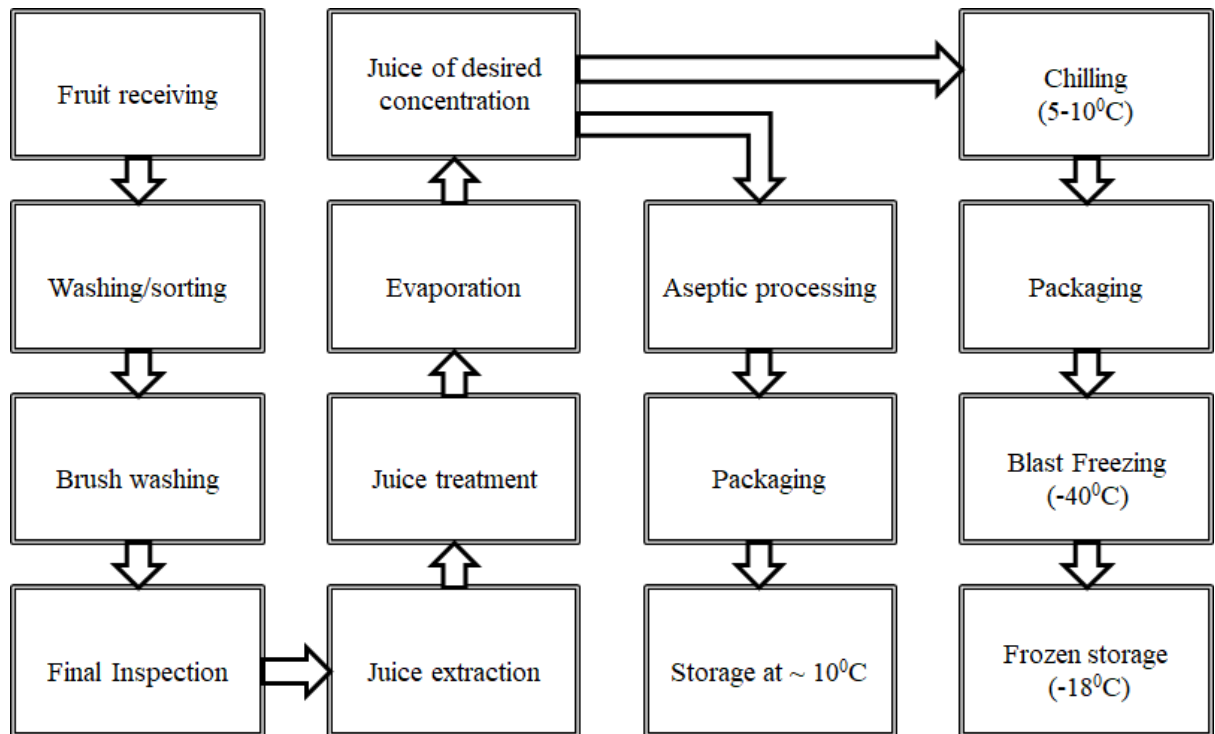 Fruit receiving
Washing/sorting
Brush washing
Final Inspection
Juice extraction
Juice treatment
Evaporation
Juice of desired
concentration
Aseptic processing
Packaging
Storage at ~ 10⁰C
Chilling
(5-10⁰C)
Packaging
Blast Freezing
(-40⁰C)
Frozen storage
(-18⁰C)